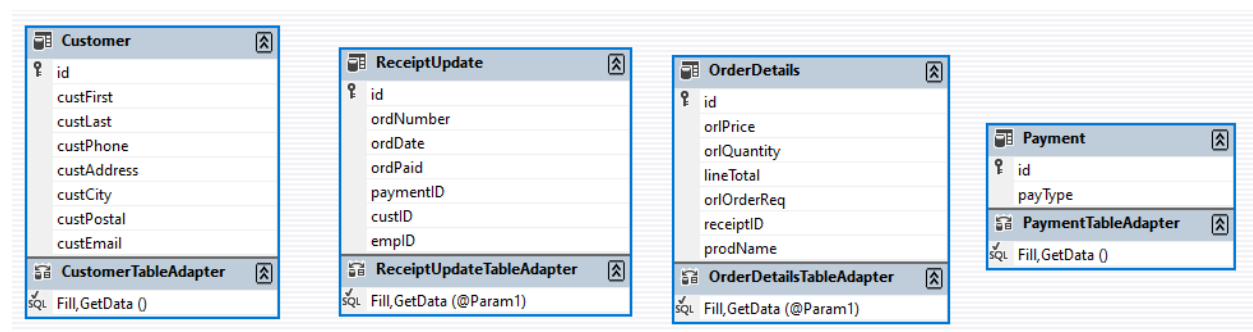 Customer
id
custFirst
custLast
custPhone
custAddress
custCity
custPostal
custEmail
CustomerTableAdapter
SQL Fill,GetData ()
ReceiptUpdate
id
ordNumber
ordDate
ordPaid
paymentID
custID
empID
ReceiptUpdateTableAdapter
SQL Fill,GetData (@Param1)
OrderDetails
id
orlPrice
orlQuantity
lineTotal
orlOrderReq
receiptID
prodName
OrderDetailsTableAdapter
SQL Fill,GetData (@Param1)
Payment
id
payType
PaymentTableAdapter
SQL Fill,GetData ()